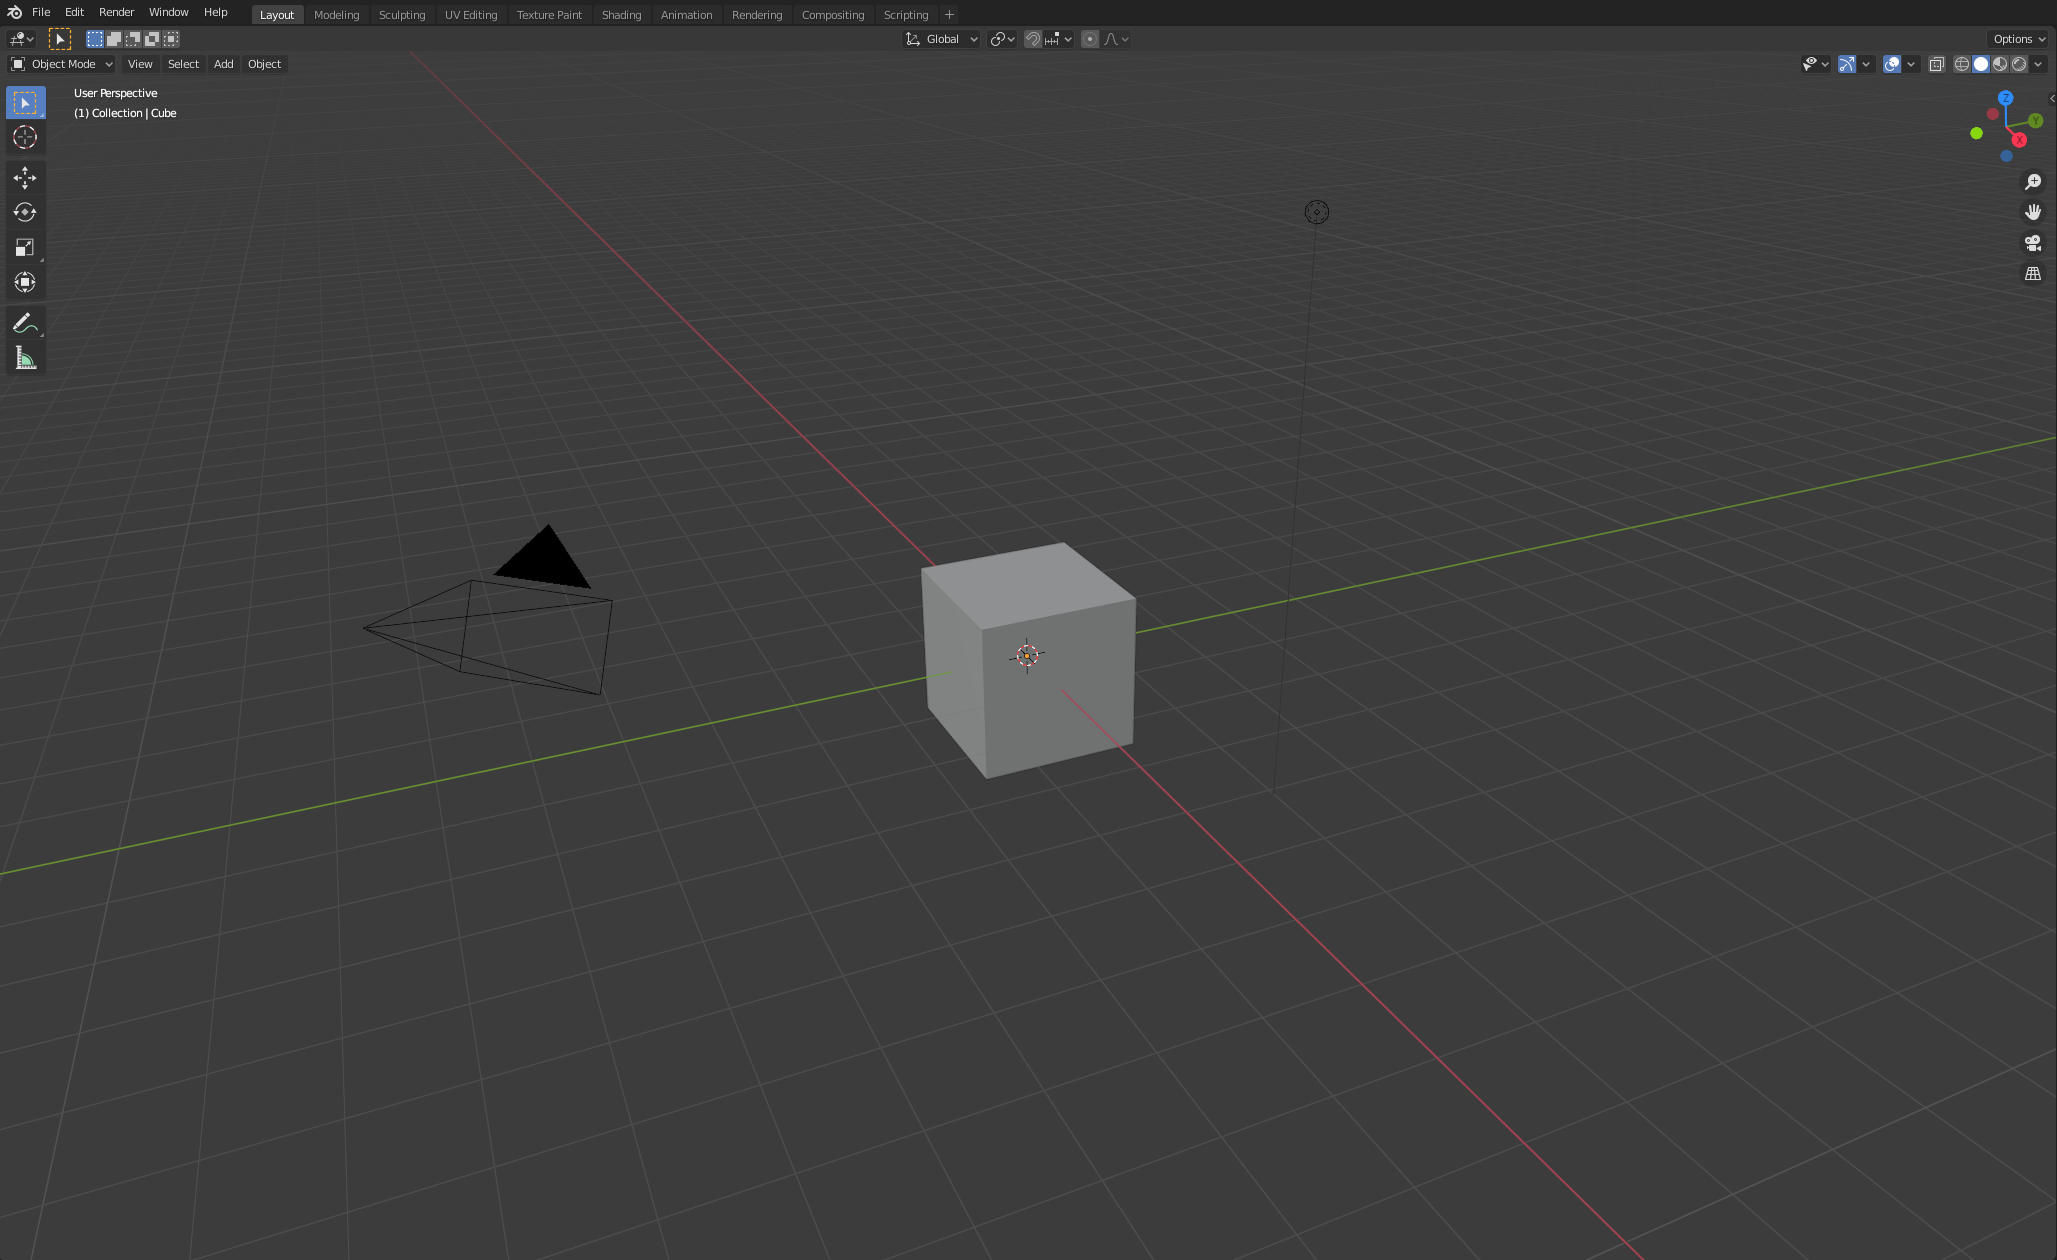 File Edit Render Window Help Layout Modeling Sculpting UV Editing Texture Paint Shading Animation Rendering Compositing Scripting +
Global Options
Object Mode View Select Add Object
User Perspective
(1) Collection | Cube
Z
Y
X